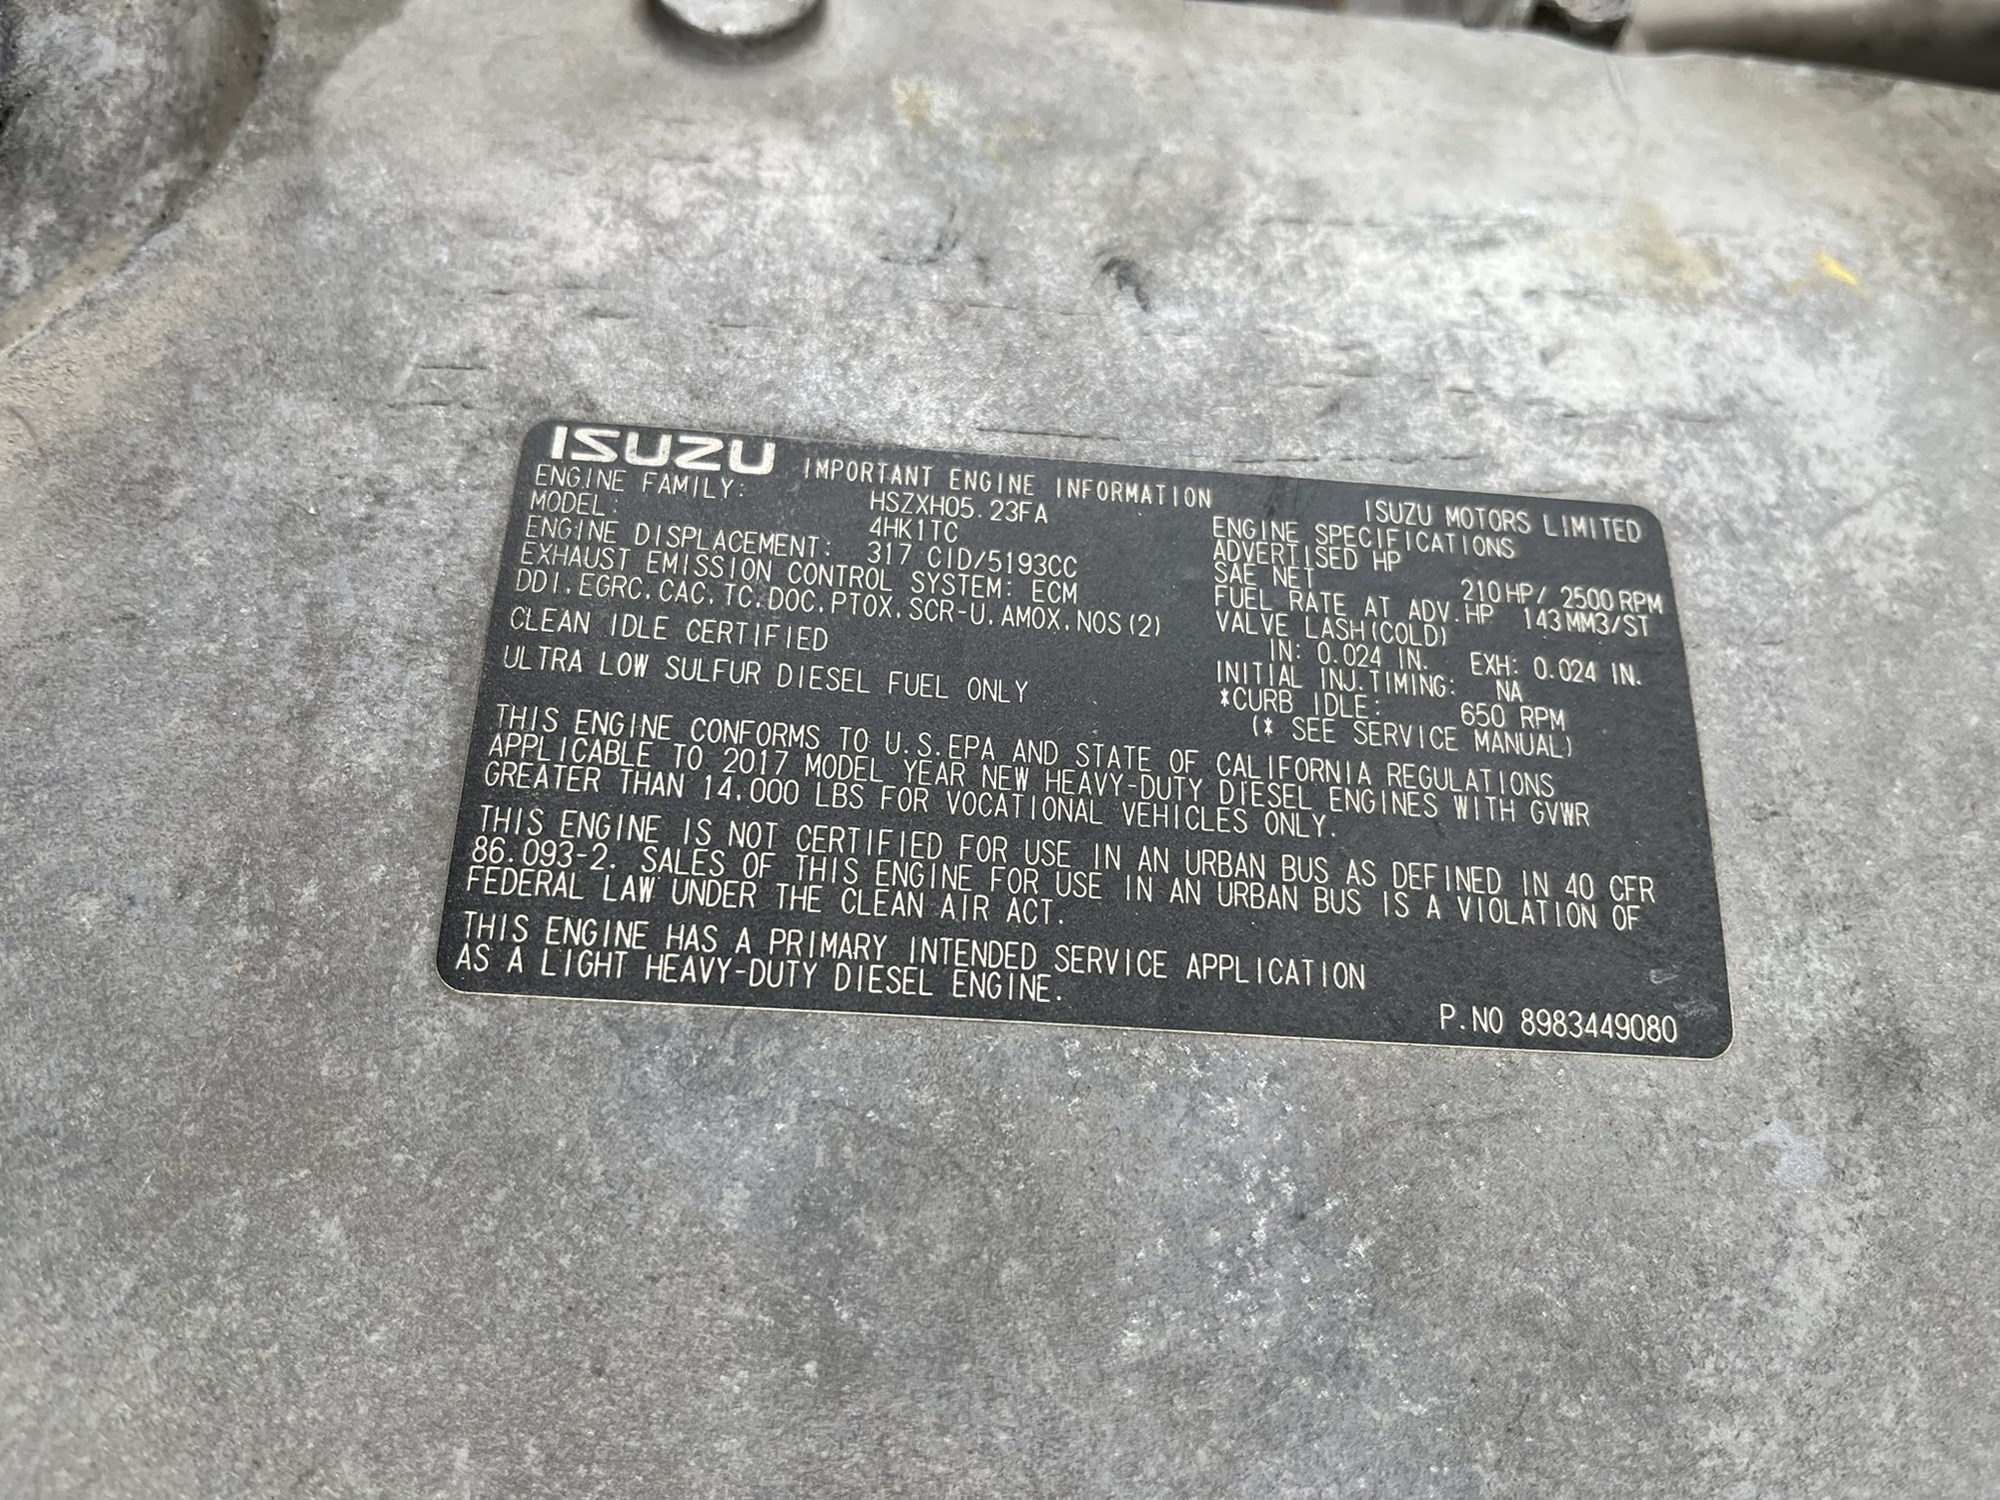 ISUZU IMPORTANT ENGINE INFORMATION
ISUZU MOTORS LIMITED
ENGINE FAMILY: HSZXH05.23FA
MODEL: 4HK1TC
ENGINE DISPLACEMENT: 317 CID/5193CC
EXHAUST EMISSION CONTROL SYSTEM: ECM
DDI.EGRC.CAC.TC.DOC.PTOX.SCR-U.AMOX.NOS(2)
CLEAN IDLE CERTIFIED
ULTRA LOW SULFUR DIESEL FUEL ONLY
ENGINE SPECIFICATIONS
ADVERTISED HP
SAE NET 210HP/ 2500RPM
FUEL RATE AT ADV.HP 143MM3/ST
VALVE LASH(COLD)
IN: 0.024 IN. EXH: 0.024 IN.
INITIAL INJ.TIMING: NA
*CURB IDLE: 650 RPM
(* SEE SERVICE MANUAL)
THIS ENGINE CONFORMS TO U.S.EPA AND STATE OF CALIFORNIA REGULATIONS
APPLICABLE TO 2017 MODEL YEAR NEW HEAVY-DUTY DIESEL ENGINES WITH GVWR
GREATER THAN 14.000 LBS FOR VOCATIONAL VEHICLES ONLY.
THIS ENGINE IS NOT CERTIFIED FOR USE IN AN URBAN BUS AS DEFINED IN 40 CFR
86.093-2. SALES OF THIS ENGINE FOR USE IN AN URBAN BUS IS A VIOLATION OF
FEDERAL LAW UNDER THE CLEAN AIR ACT.
THIS ENGINE HAS A PRIMARY INTENDED SERVICE APPLICATION
AS A LIGHT HEAVY-DUTY DIESEL ENGINE.
P.NO 8983449080